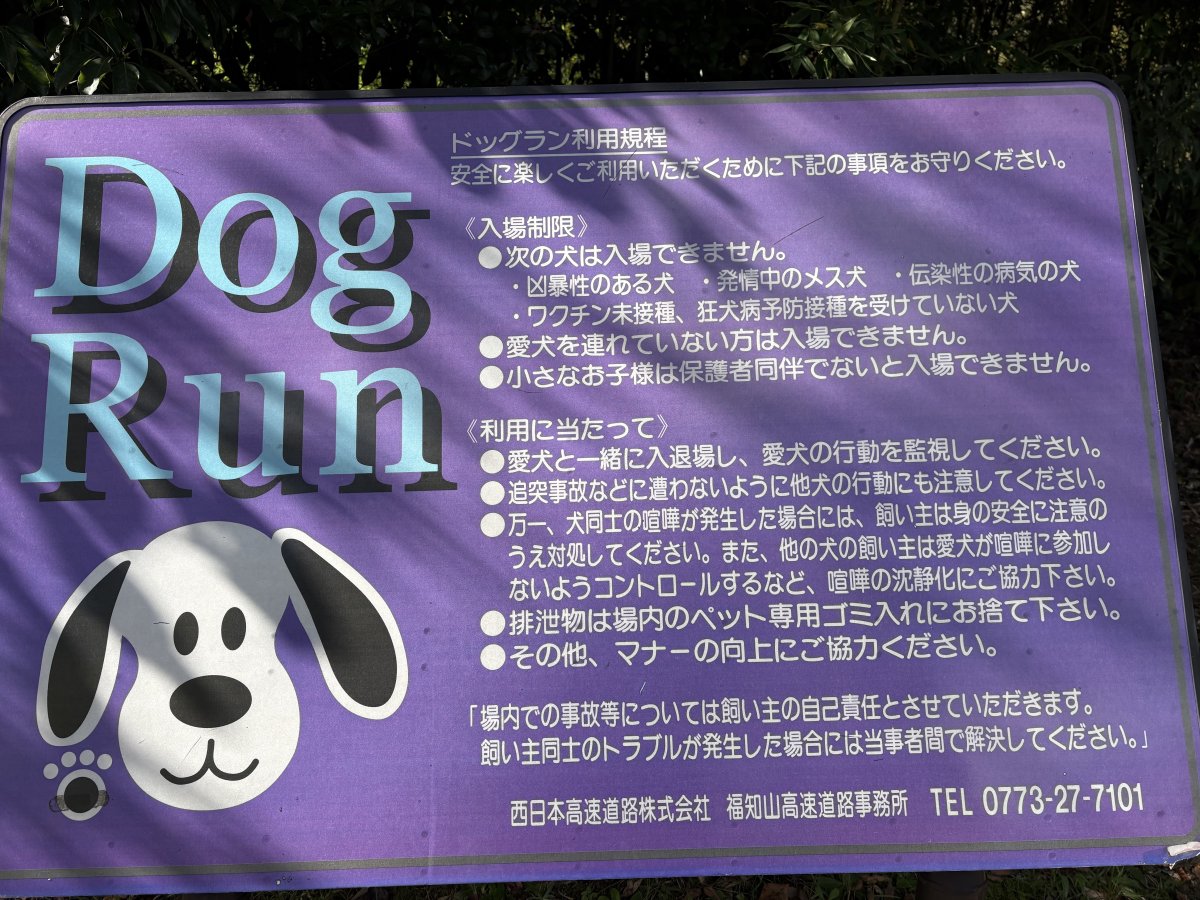 Dog
Run
ドッグラン利用規程
安全に楽しくご利用いただくために下記の事項をお守りください。
《入場制限》
●次の犬は入場できません。
・凶暴性のある犬　・発情中のメス犬　・伝染性の病気の犬
・ワクチン未接種、狂犬病予防接種を受けていない犬
●愛犬を連れていない方は入場できません。
●小さなお子様は保護者同伴でないと入場できません。
《利用に当たって》
●愛犬と一緒に入退場し、愛犬の行動を監視してください。
●追突事故などに遭わないように他犬の行動にも注意してください。
●万一、犬同士の喧嘩が発生した場合には、飼い主は身の安全に注意の
うえ対処してください。また、他の犬の飼い主は愛犬が喧嘩に参加し
ないようコントロールするなど、喧嘩の沈静化にご協力下さい。
●排泄物は場内のペット専用ゴミ入れにお捨て下さい。
●その他、マナーの向上にご協力ください。
「場内での事故等については飼い主の自己責任とさせていただきます。
飼い主同士のトラブルが発生した場合には当事者間で解決してください。」
西日本高速道路株式会社　福知山高速道路事務所　TEL 0773-27-7101